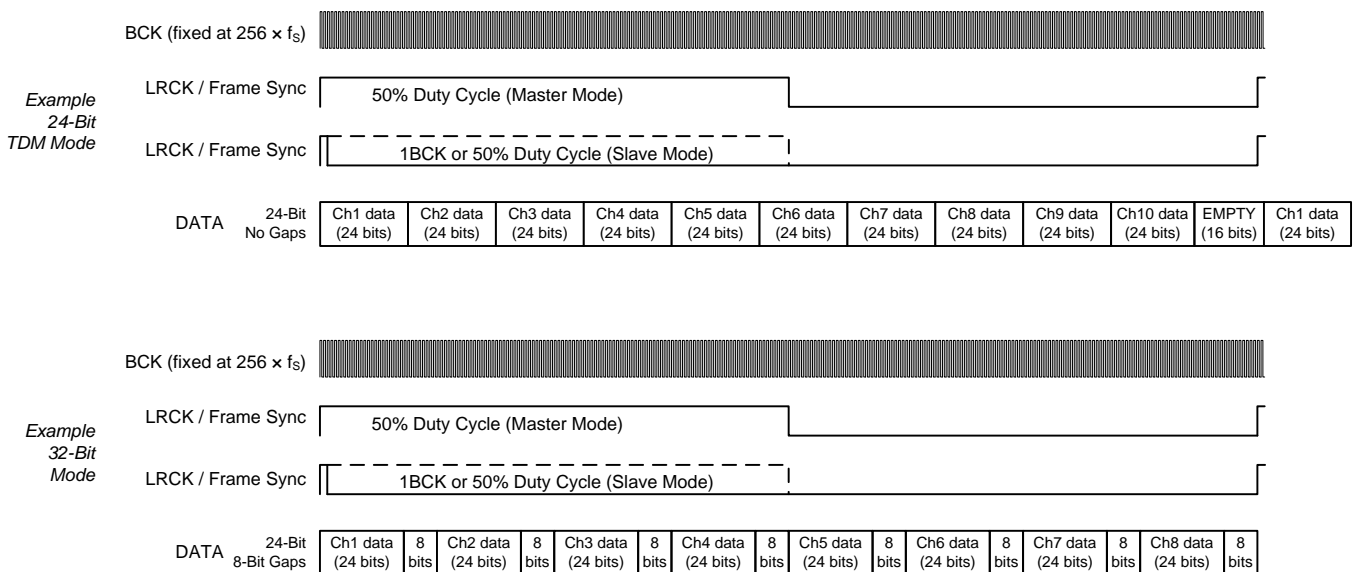 BCK (fixed at 256 × fS)
LRCK / Frame Sync
50% Duty Cycle (Master Mode)
Example
24-Bit
TDM Mode
LRCK / Frame Sync
1BCK or 50% Duty Cycle (Slave Mode)
DATA
24-Bit
No Gaps
Ch1 data
(24 bits)
Ch2 data
(24 bits)
Ch3 data
(24 bits)
Ch4 data
(24 bits)
Ch5 data
(24 bits)
Ch6 data
(24 bits)
Ch7 data
(24 bits)
Ch8 data
(24 bits)
Ch9 data
(24 bits)
Ch10 data
(24 bits)
EMPTY
(16 bits)
Ch1 data
(24 bits)
BCK (fixed at 256 × fS)
LRCK / Frame Sync
50% Duty Cycle (Master Mode)
Example
32-Bit
Mode
LRCK / Frame Sync
1BCK or 50% Duty Cycle (Slave Mode)
DATA
24-Bit
8-Bit Gaps
Ch1 data
(24 bits)
8
bits
Ch2 data
(24 bits)
8
bits
Ch3 data
(24 bits)
8
bits
Ch4 data
(24 bits)
8
bits
Ch5 data
(24 bits)
8
bits
Ch6 data
(24 bits)
8
bits
Ch7 data
(24 bits)
8
bits
Ch8 data
(24 bits)
8
bits